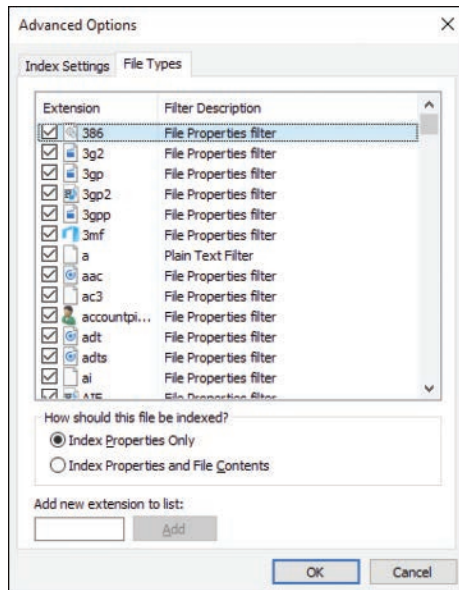 Advanced Options
Index Settings File Types
Extension Filter Description
386 File Properties filter
3g2 File Properties filter
3gp File Properties filter
3gp2 File Properties filter
3gpp File Properties filter
3mf File Properties filter
a Plain Text Filter
aac File Properties filter
ac3 File Properties filter
accountpi... File Properties filter
adt File Properties filter
adts File Properties filter
ai File Properties filter
AIF File Properties filter
How should this file be indexed?
Index Properties Only
Index Properties and File Contents
Add new extension to list:
Add
OK Cancel